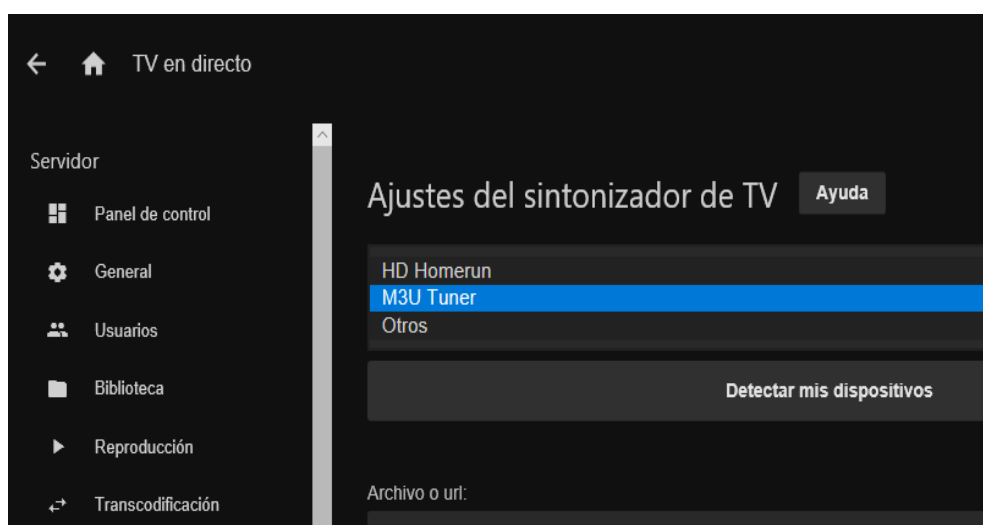 TV en directo
Servidor
Panel de control
General
Usuarios
Biblioteca
Reproducción
Transcodificación
Ajustes del sintonizador de TV
Ayuda
HD Homerun
M3U Tuner
Otros
Detectar mis dispositivos
Archivo o url: